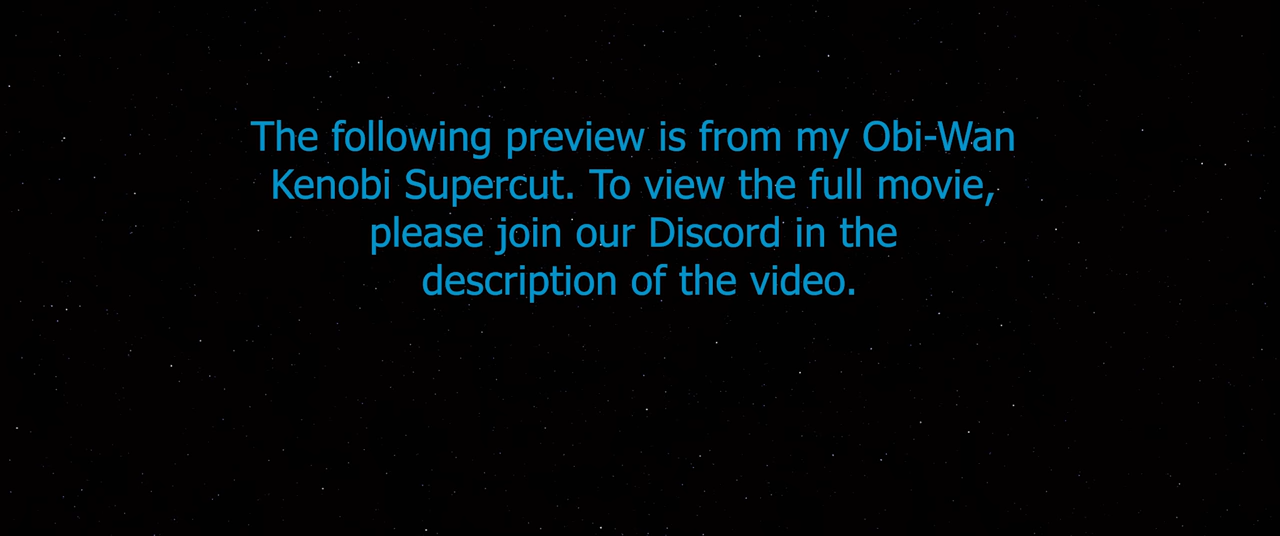 The following preview is from my Obi-Wan
Kenobi Supercut. To view the full movie,
please join our Discord in the
description of the video.